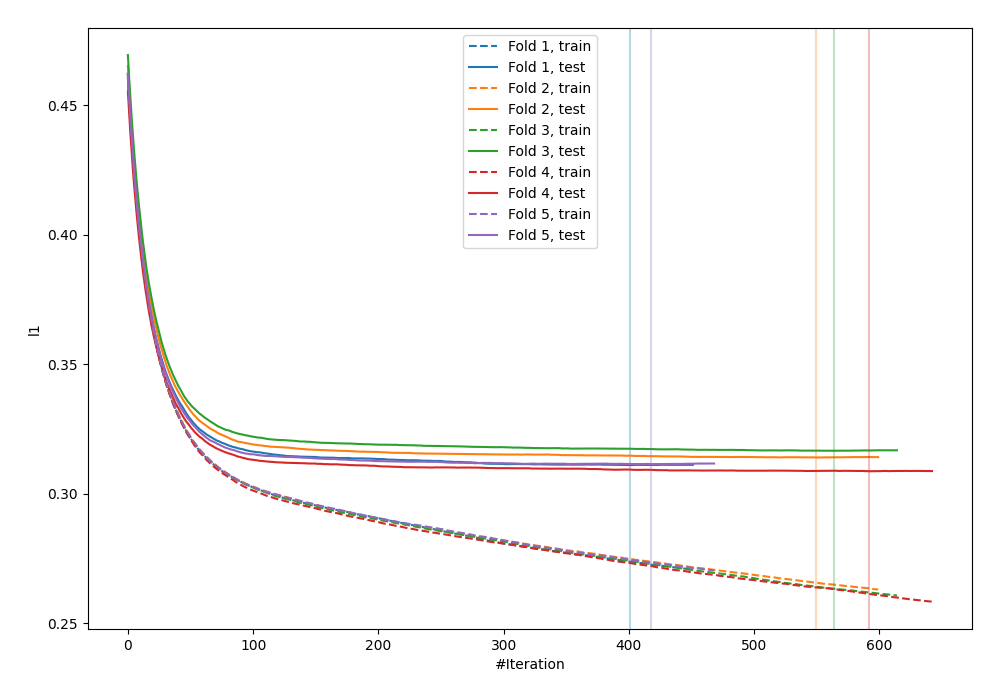 Fold 1, train
Fold 1, test
Fold 2, train
Fold 2, test
Fold 3, train
Fold 3, test
Fold 4, train
Fold 4, test
Fold 5, train
Fold 5, test
0.45
0.40
0.35
0.30
0.25
l1
0 100 200 300 400 500 600
#Iteration